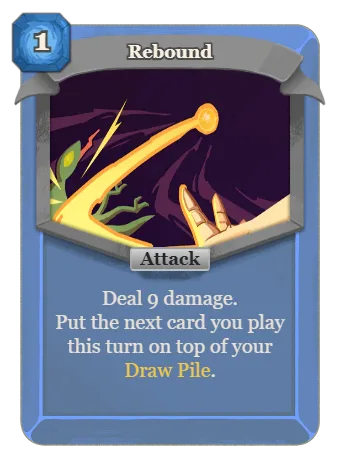 1
Rebound
Attack
Deal 9 damage.
Put the next card you play
this turn on top of your
Draw Pile.